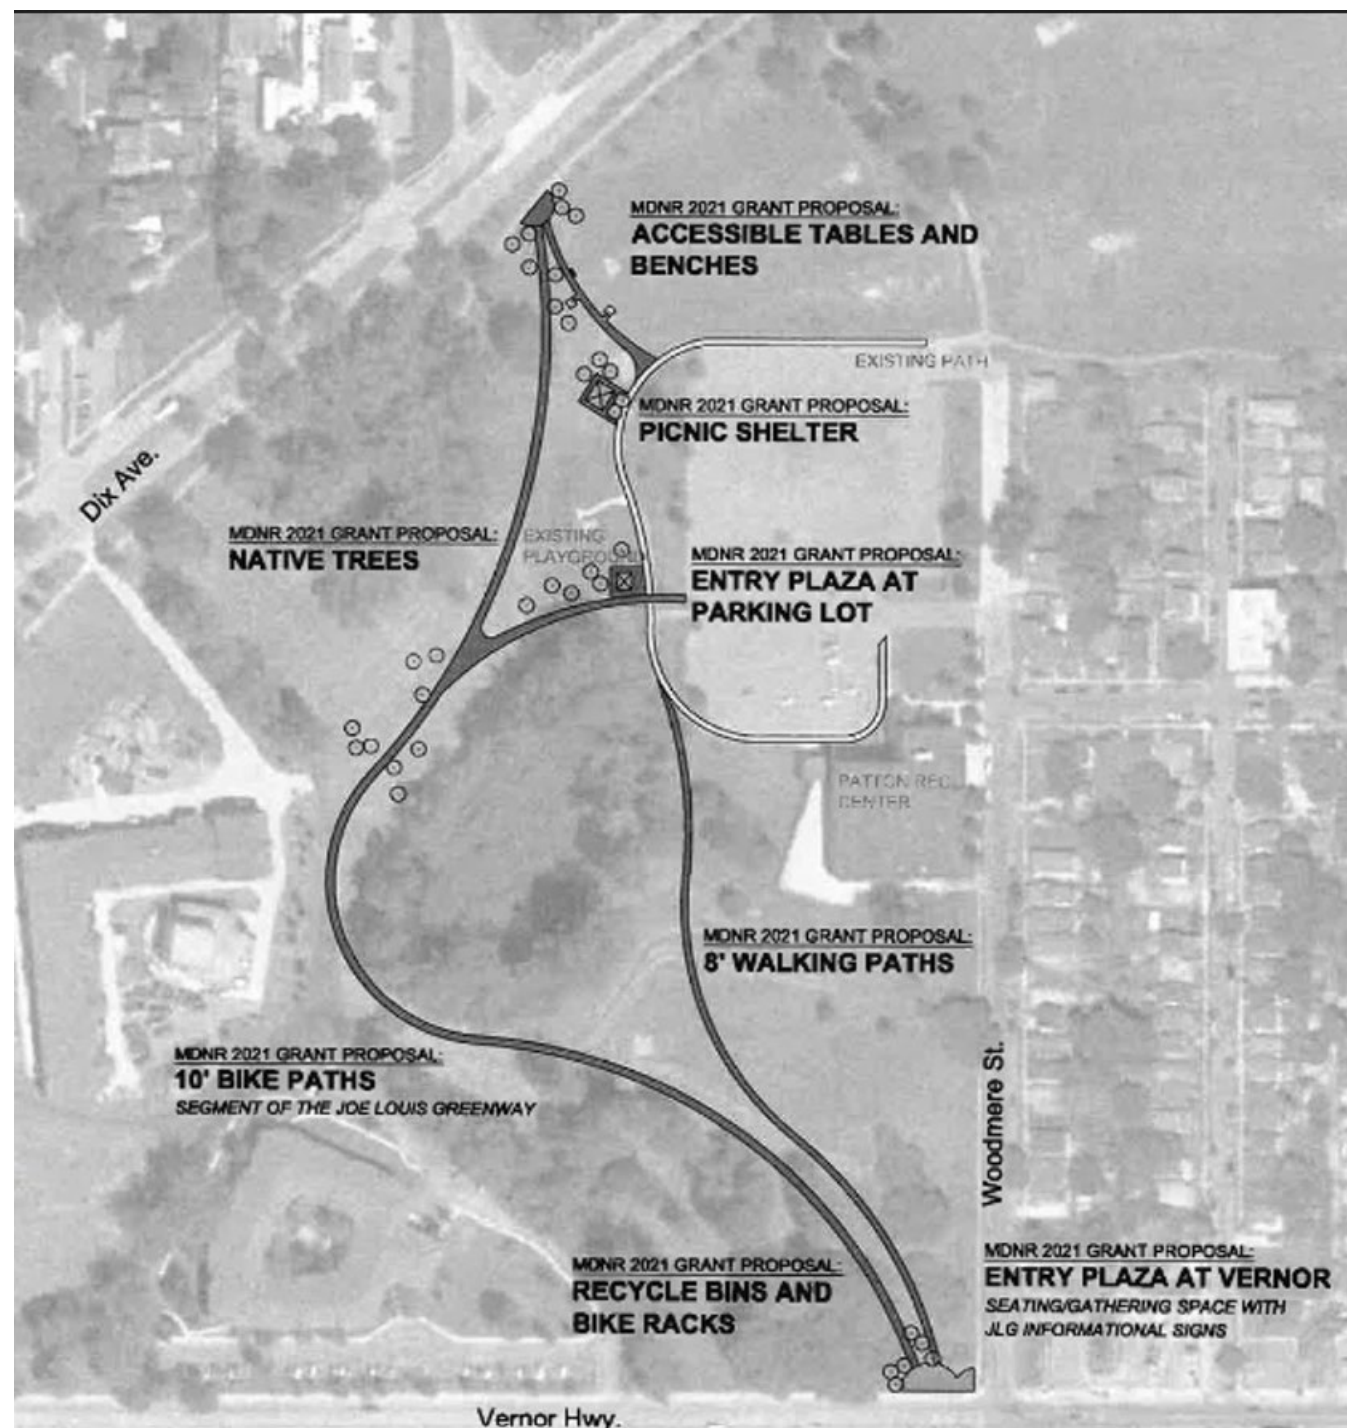 MDNR 2021 GRANT PROPOSAL:
ACCESSIBLE TABLES AND
BENCHES
EXISTING PATH
MDNR 2021 GRANT PROPOSAL:
PICNIC SHELTER
Dix Ave.
MDNR 2021 GRANT PROPOSAL:
NATIVE TREES
EXISTING
PLAYGROUND
MDNR 2021 GRANT PROPOSAL:
ENTRY PLAZA AT
PARKING LOT
PATTON REC.
CENTER
MDNR 2021 GRANT PROPOSAL:
8' WALKING PATHS
MDNR 2021 GRANT PROPOSAL:
10' BIKE PATHS
SEGMENT OF THE JOE LOUIS GREENWAY
Woodmere St.
MDNR 2021 GRANT PROPOSAL:
RECYCLE BINS AND
BIKE RACKS
MDNR 2021 GRANT PROPOSAL:
ENTRY PLAZA AT VERNOR
SEATING/GATHERING SPACE WITH
JLG INFORMATIONAL SIGNS
Vernor Hwy.